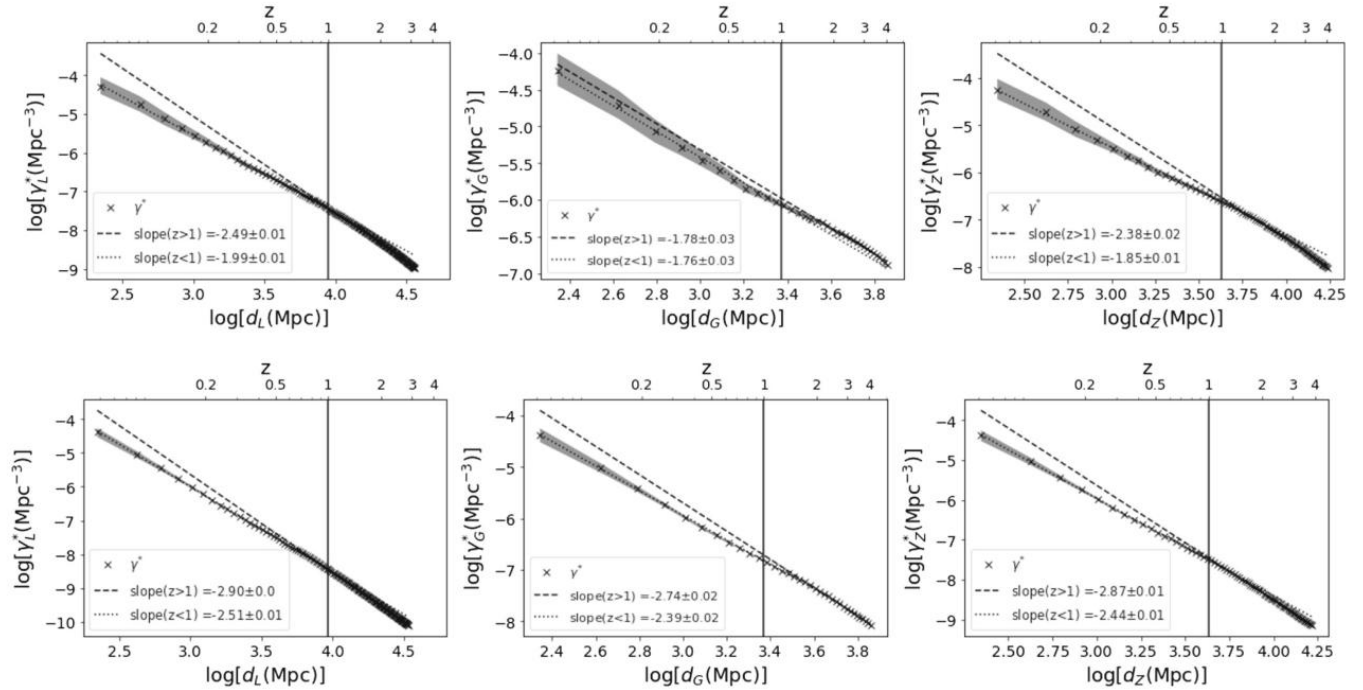 z
0.2 0.5 1 2 3 4
log[γ*L(Mpc−3)]
−4
−5
−6
−7
−8
−9
× γ*
slope(z>1) =-2.49±0.01
slope(z<1) =-1.99±0.01
2.5 3.0 3.5 4.0 4.5
log[dL(Mpc)]
z
0.2 0.5 1 2 3 4
log[γ*G(Mpc−3)]
−4.0
−4.5
−5.0
−5.5
−6.0
−6.5
−7.0
× γ*
slope(z>1) =-1.78±0.03
slope(z<1) =-1.76±0.03
2.4 2.6 2.8 3.0 3.2 3.4 3.6 3.8
log[dG(Mpc)]
z
0.2 0.5 1 2 3 4
log[γ*Z(Mpc−3)]
−3
−4
−5
−6
−7
−8
× γ*
slope(z>1) =-2.38±0.02
slope(z<1) =-1.85±0.01
2.50 2.75 3.00 3.25 3.50 3.75 4.00 4.25
log[dZ(Mpc)]
z
0.2 0.5 1 2 3 4
log[γ*L(Mpc−3)]
−4
−5
−6
−7
−8
−9
−10
× γ*
slope(z>1) =-2.90±0.0
slope(z<1) =-2.51±0.01
2.5 3.0 3.5 4.0 4.5
log[dL(Mpc)]
z
0.2 0.5 1 2 3 4
log[γ*G(Mpc−3)]
−4
−5
−6
−7
−8
× γ*
slope(z>1) =-2.74±0.02
slope(z<1) =-2.39±0.02
2.4 2.6 2.8 3.0 3.2 3.4 3.6 3.8
log[dG(Mpc)]
z
0.2 0.5 1 2 3 4
log[γ*Z(Mpc−3)]
−4
−5
−6
−7
−8
−9
× γ*
slope(z>1) =-2.87±0.01
slope(z<1) =-2.44±0.01
2.50 2.75 3.00 3.25 3.50 3.75 4.00 4.25
log[dZ(Mpc)]